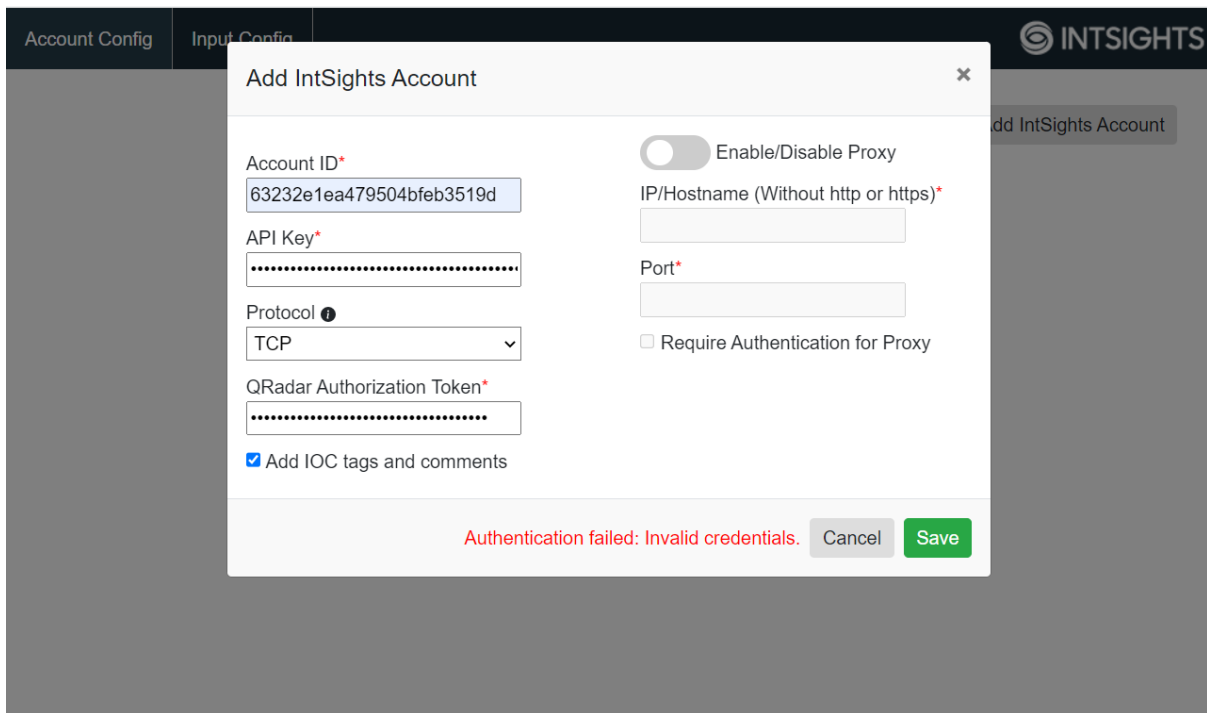 Account Config
Input Config
INTSIGHTS
Add IntSights Account
×
dd IntSights Account
Account ID*
63232e1ea479504bfeb3519d
API Key*
••••••••••••••••••••••••••••••••••••••••
Protocol
TCP
QRadar Authorization Token*
••••••••••••••••••••••••••••••••••••
Add IOC tags and comments
Enable/Disable Proxy
IP/Hostname (Without http or https)*
Port*
Require Authentication for Proxy
Authentication failed: Invalid credentials.
Cancel
Save